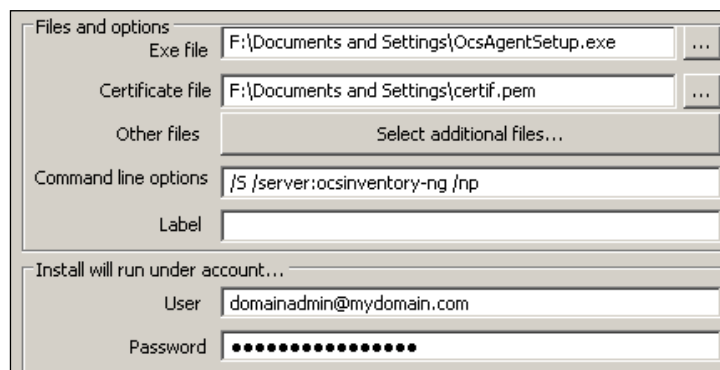 Files and options
Exe file F:\Documents and Settings\OcsAgentSetup.exe ...
Certificate file F:\Documents and Settings\certif.pem ...
Other files Select additional files...
Command line options /S /server:ocsinventory-ng /np
Label
Install will run under account...
User domainadmin@mydomain.com
Password ●●●●●●●●●●●●●●●●